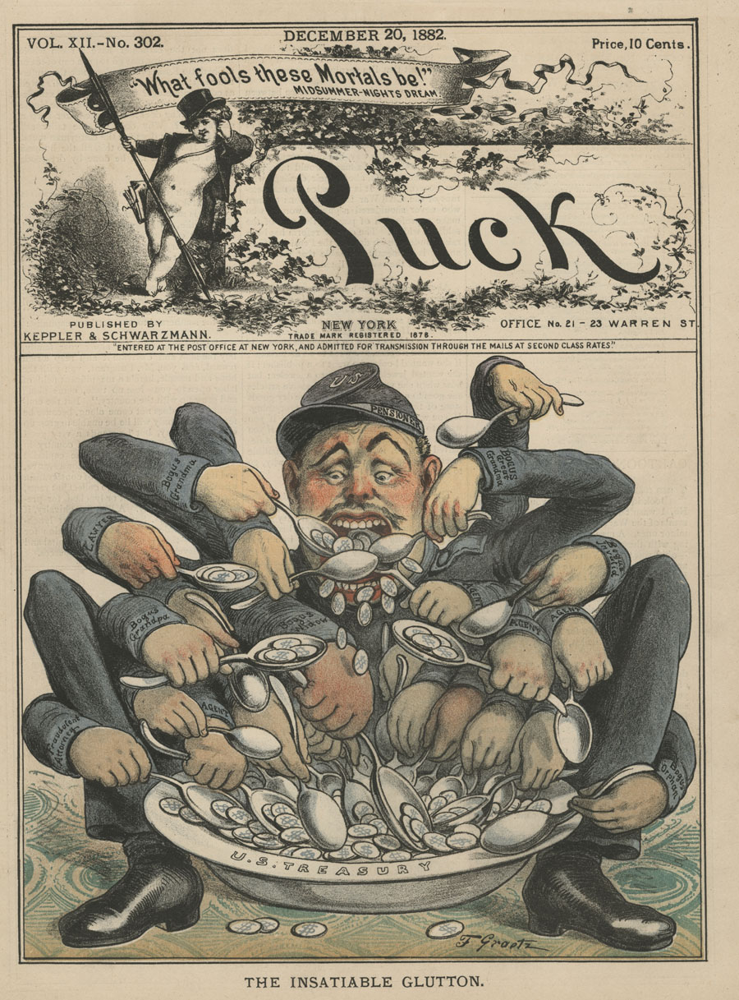 VOL. XII.-No. 302.
DECEMBER 20, 1882.
Price, 10 Cents.
"What fools these Mortals be!"
MIDSUMMER-NIGHTS DREAM
Puck
PUBLISHED BY
KEPPLER & SCHWARZMANN.
NEW YORK
TRADE MARK REGISTERED 1878.
OFFICE No. 21 - 23 WARREN ST.
"ENTERED AT THE POST OFFICE AT NEW YORK, AND ADMITTED FOR TRANSMISSION THROUGH THE MAILS AT SECOND CLASS RATES."
US
PENSIONER
Bogus
Grandma
BOGUS
Great
Grandma
LAWYER
Bogus
Invalid
Bogus
Grandpa
Bogus
Widow
AGENT
AGENT
AGENT
Fraudulent
Attorney
Bogus
Orphan
U.S. TREASURY
F. Graetz
THE INSATIABLE GLUTTON.